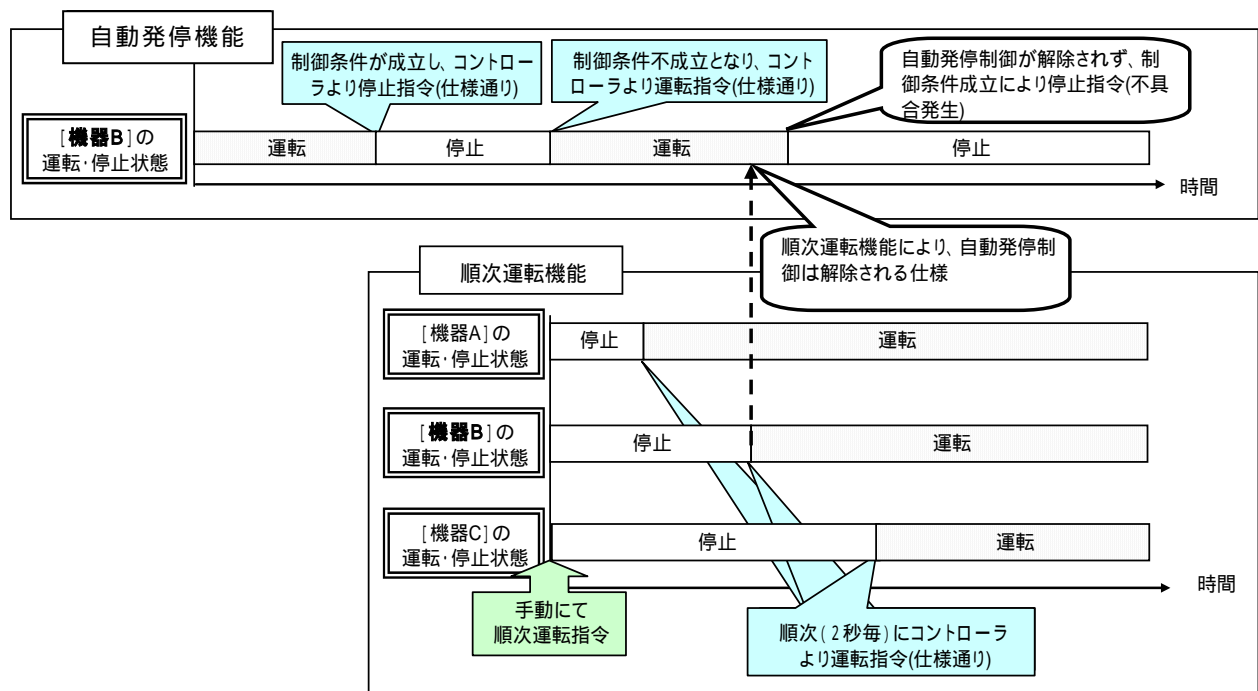 自動発停機能
制御条件が成立し、コントロー
ラより停止指令(仕様通り)
制御条件不成立となり、コント
ローラより運転指令(仕様通り)
自動発停制御が解除されず、制
御条件成立により停止指令(不具
合発生)
[機器B]の
運転･停止状態
運転
停止
運転
停止
時間
順次運転機能により、自動発停制
御は解除される仕様
順次運転機能
[機器A]の
運転･停止状態
停止
運転
[機器B]の
運転･停止状態
停止
運転
[機器C]の
運転･停止状態
停止
運転
時間
手動にて
順次運転指令
順次(2秒毎)にコントローラ
より運転指令(仕様通り)